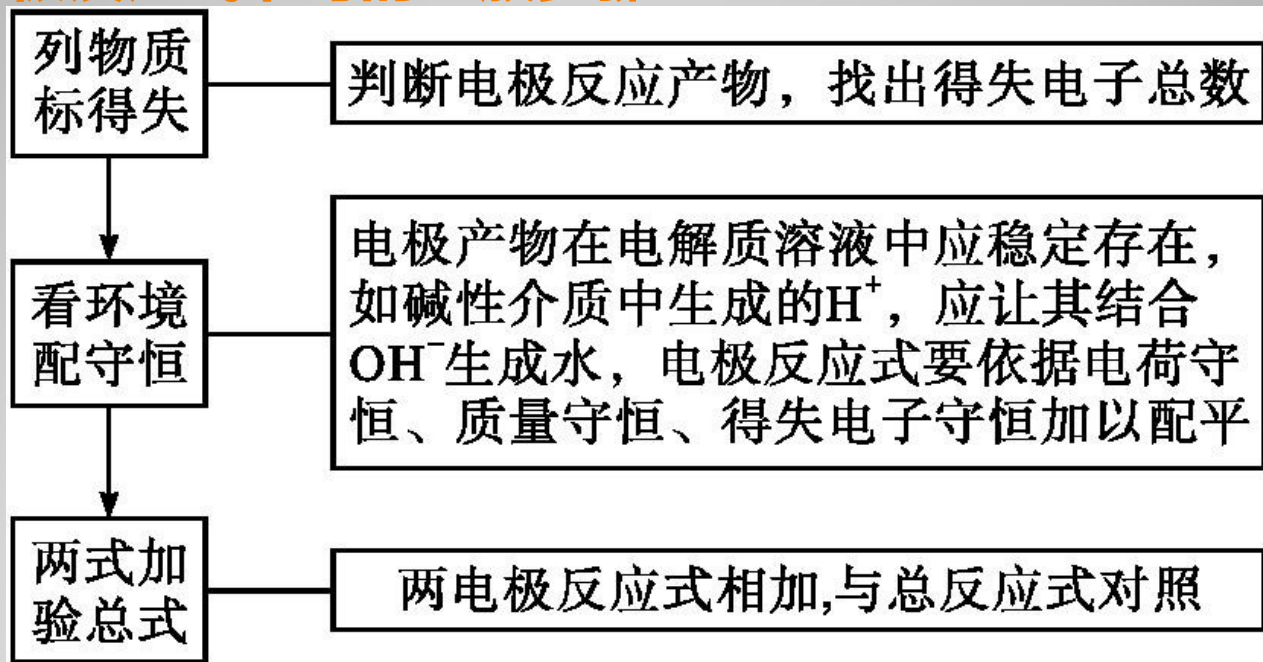 列物质
标得失
判断电极反应产物，找出得失电子总数
看环境
配守恒
电极产物在电解质溶液中应稳定存在，
如碱性介质中生成的H⁺，应让其结合
OH⁻生成水，电极反应式要依据电荷守
恒、质量守恒、得失电子守恒加以配平
两式加
验总式
两电极反应式相加,与总反应式对照